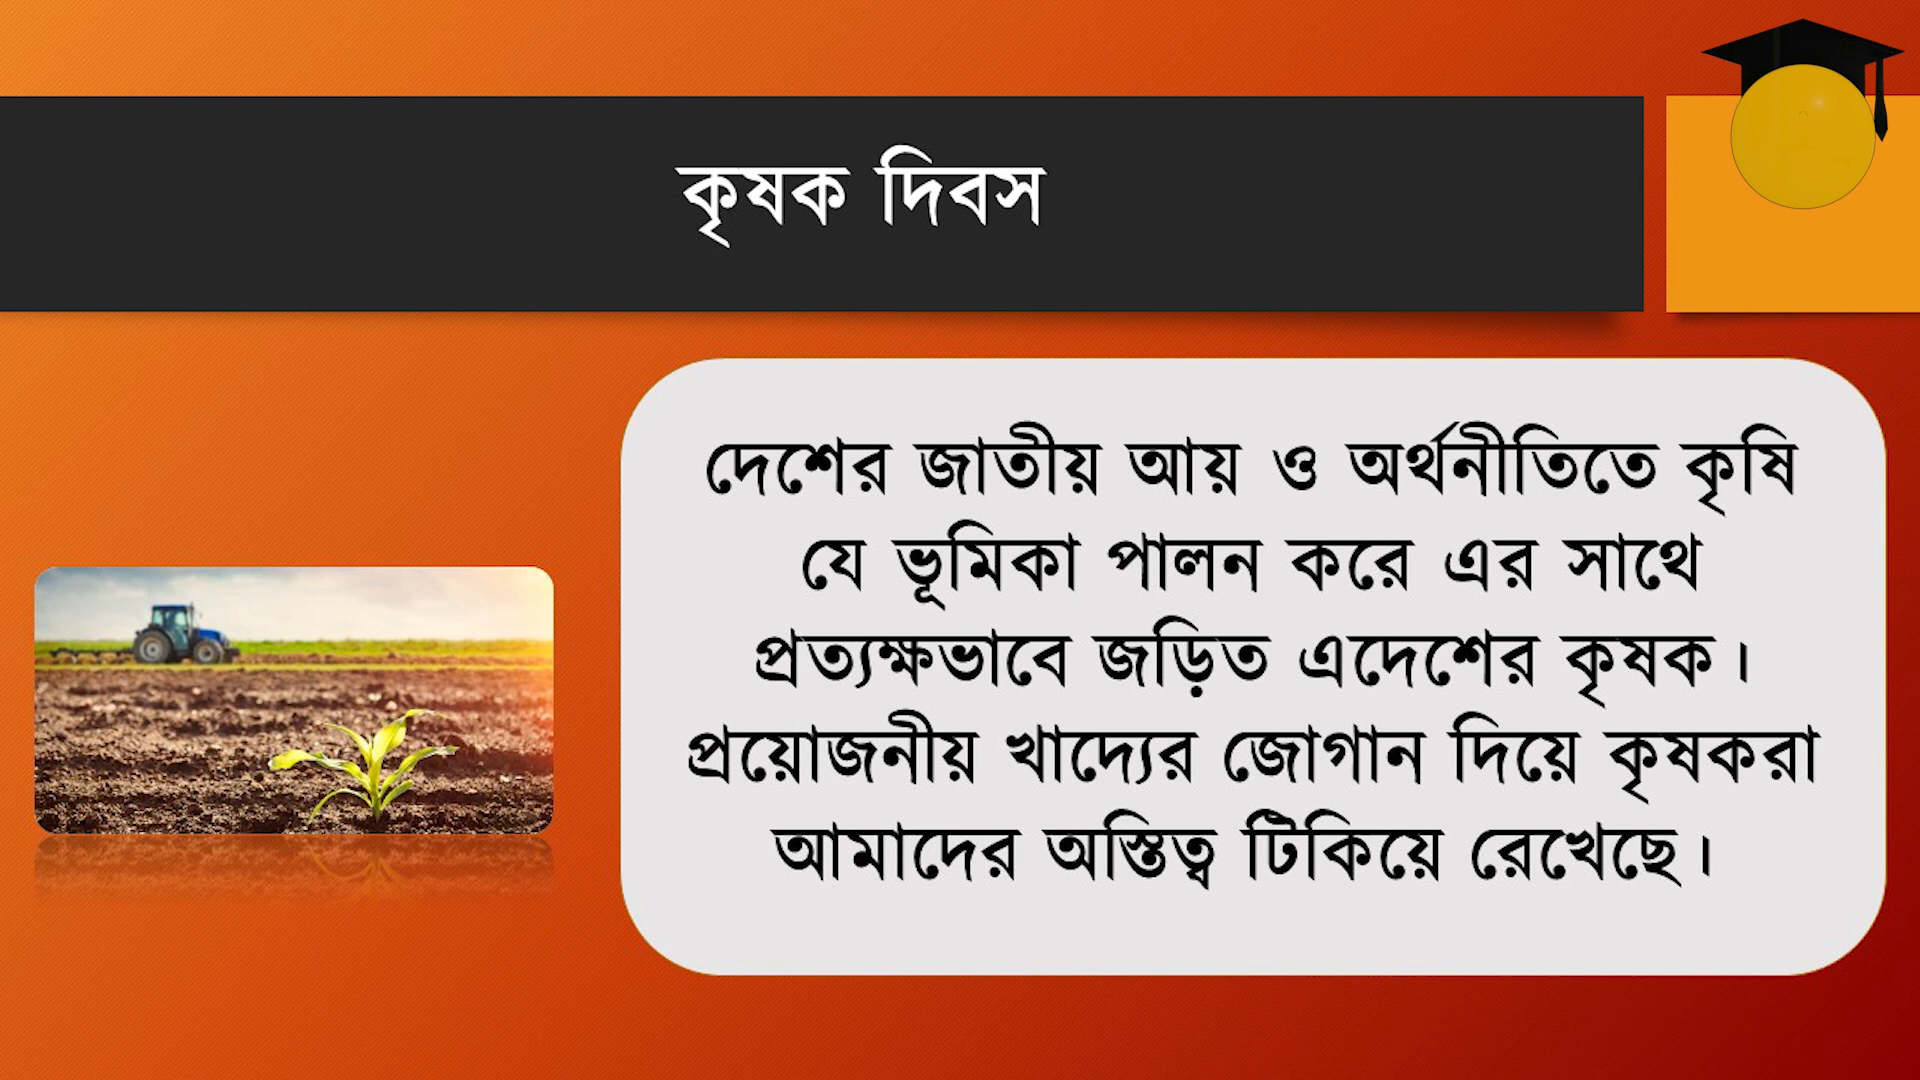 কৃষক দিবস
দেশের জাতীয় আয় ও অর্থনীতিতে কৃষি
যে ভূমিকা পালন করে এর সাথে
প্রত্যক্ষভাবে জড়িত এদেশের কৃষক।
প্রয়োজনীয় খাদ্যের জোগান দিয়ে কৃষকরা
আমাদের অস্তিত্ব টিকিয়ে রেখেছে।